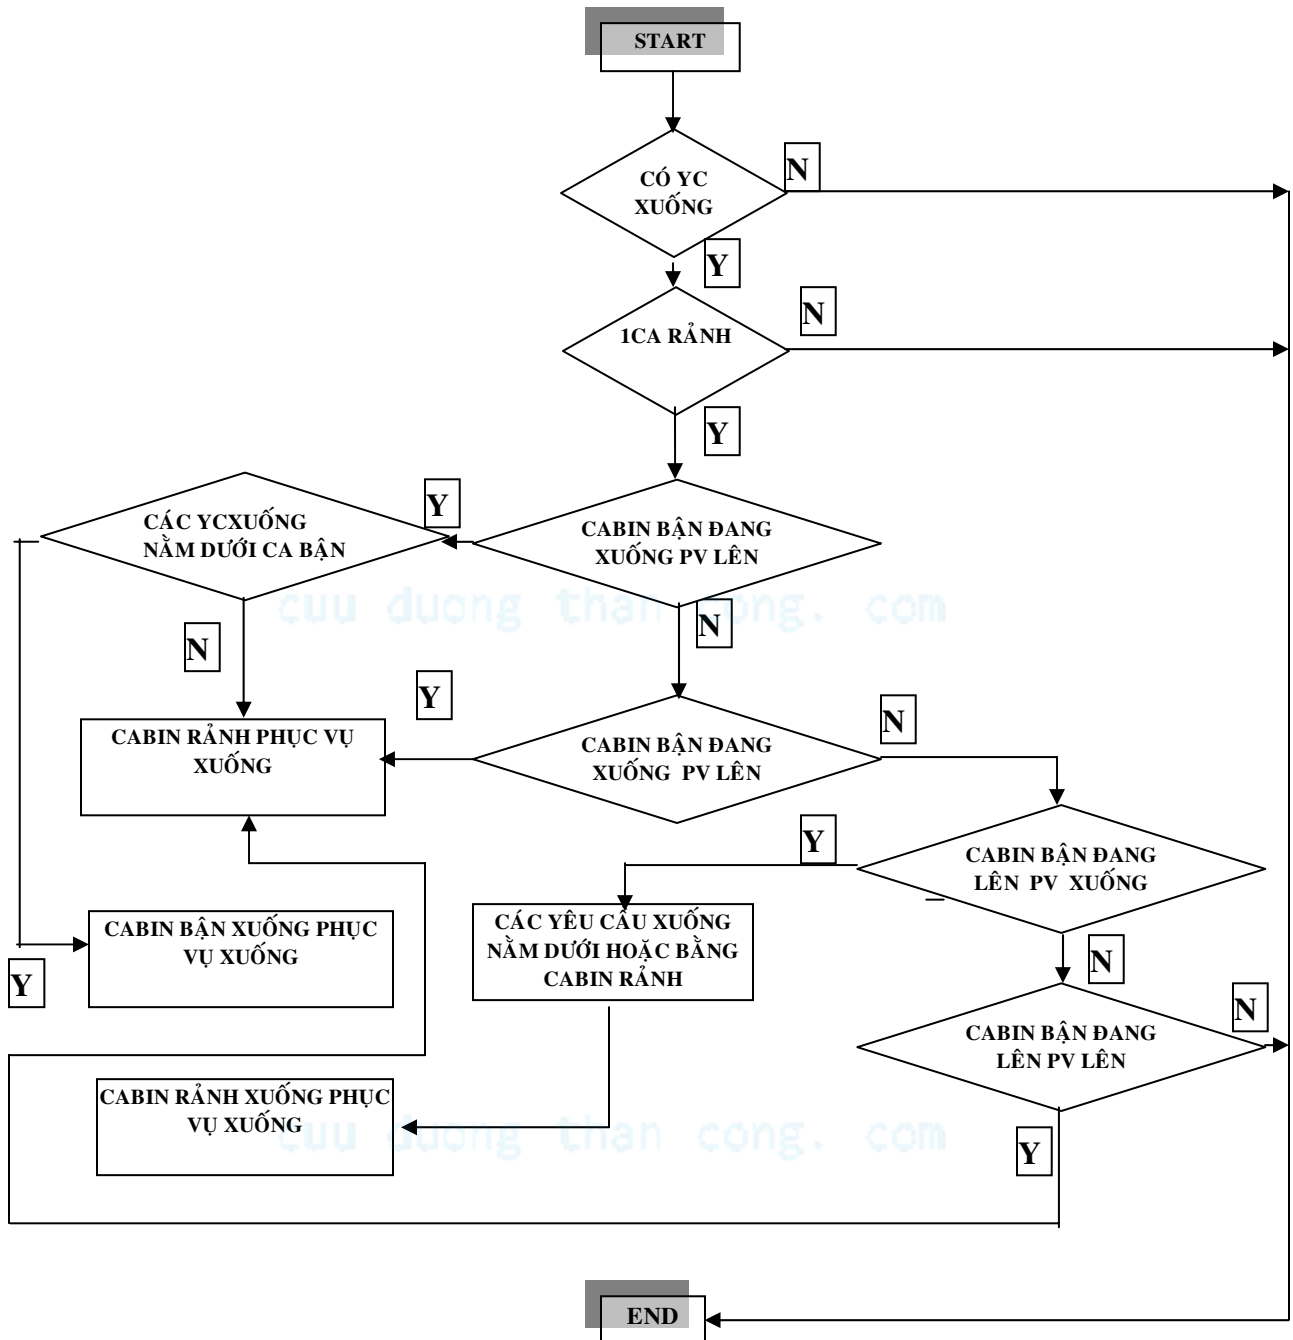 START
CÓ YC
XUỐNG
N
Y
1CA RẢNH
N
Y
CÁC YCXUỐNG
NẰM DƯỚI CA BẬN
Y
CABIN BẬN ĐANG
XUỐNG PV LÊN
cuu duong than cong. com
N
N
Y
N
CABIN RẢNH PHỤC VỤ
XUỐNG
CABIN BẬN ĐANG
XUỐNG PV LÊN
Y
CABIN BẬN ĐANG
LÊN PV XUỐNG
CABIN BẬN XUỐNG PHỤC
VỤ XUỐNG
CÁC YÊU CẦU XUỐNG
NẰM DƯỚI HOẶC BẰNG
CABIN RẢNH
Y
N
N
CABIN BẬN ĐANG
LÊN PV LÊN
CABIN RẢNH XUỐNG PHỤC
VỤ XUỐNG
cuu duong than cong. com
Y
END